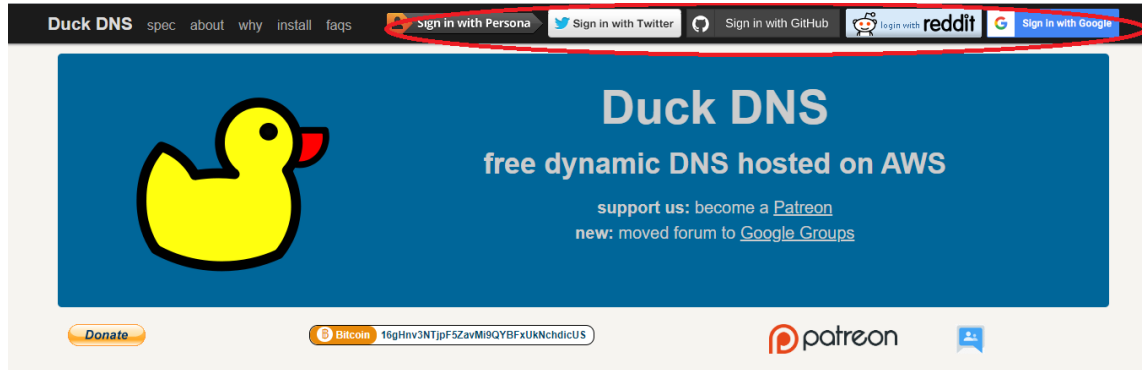 Duck DNS spec about why install faqs Sign in with Persona Sign in with Twitter Sign in with GitHub login with reddit G Sign in with Google
Duck DNS
free dynamic DNS hosted on AWS
support us: become a Patreon
new: moved forum to Google Groups
Donate Bitcoin 16gHnv3NTjpF5ZavMi9QYBFxUkNchdicUS patreon